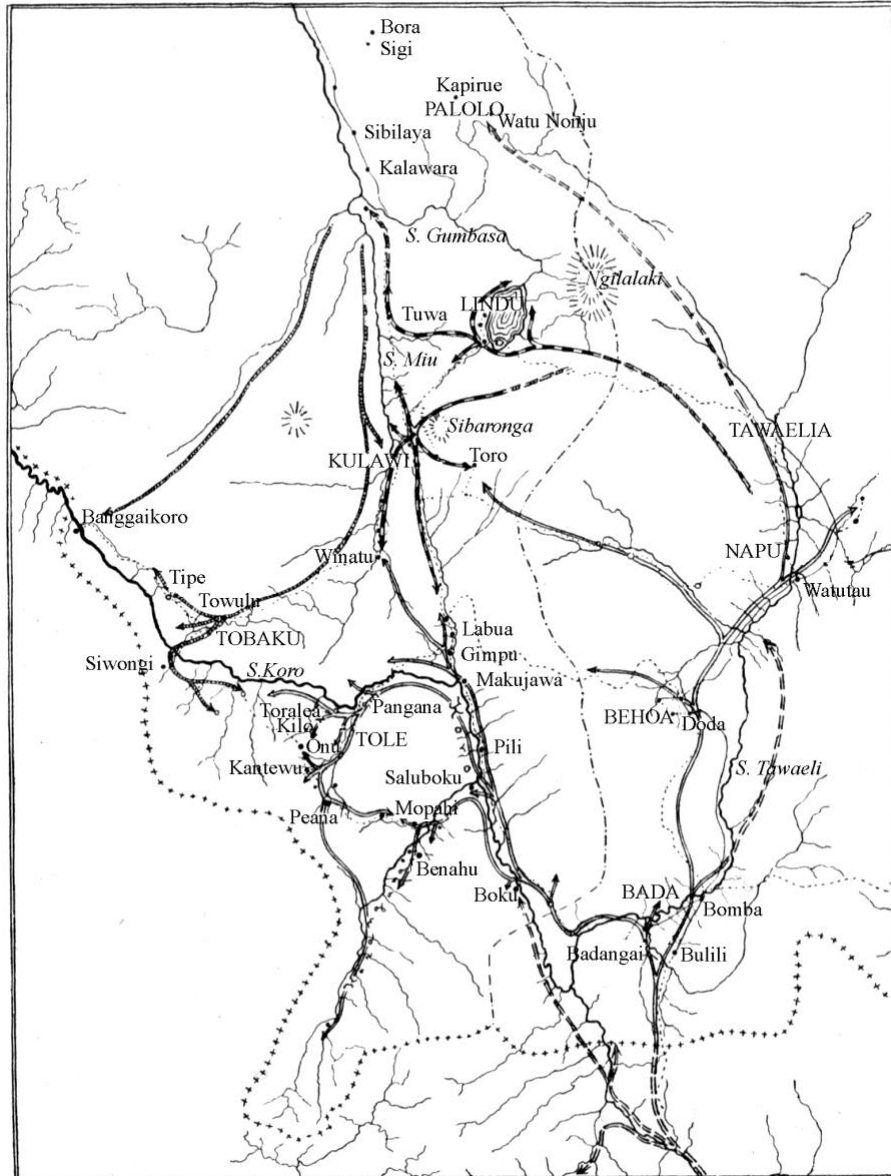 Bora
Sigi
Kapirue
PALOLO
Watu Nonju
Sibilaya
Kalawara
S. Gumbasa
Ngilalaki
LINDU
Tuwa
S. Miu
Sibaronga
TAWAELIA
KULAWI
Toro
Banggaikoro
Winatu
NAPU
Tipe
Watutau
Towulu
Labua
TOBAKU
Gimpu
Siwongi
S.Koro
Makujawa
Pangana
Toralea
BEHOA
Doda
Kilo
TOLE
Onu
Pili
Kantewu
Saluboku
S. Tawaeli
Peana
Mopahi
Benahu
Boku
BADA
Bomba
Badangai
Bulili